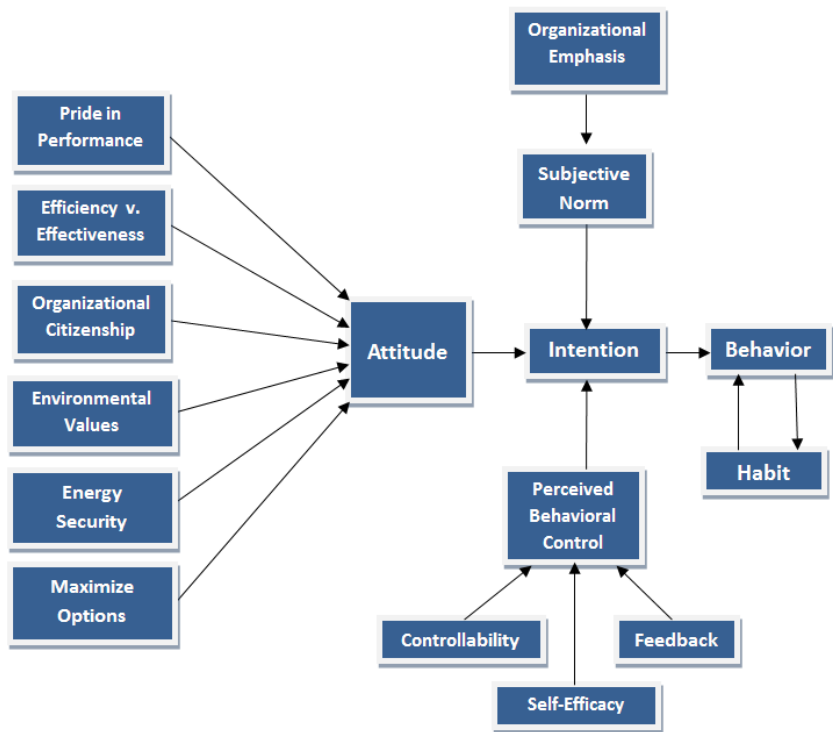 Organizational
Emphasis
Pride in
Performance
Subjective
Norm
Efficiency v.
Effectiveness
Organizational
Citizenship
Attitude
Intention
Behavior
Environmental
Values
Habit
Energy
Security
Perceived
Behavioral
Control
Maximize
Options
Controllability
Feedback
Self-Efficacy